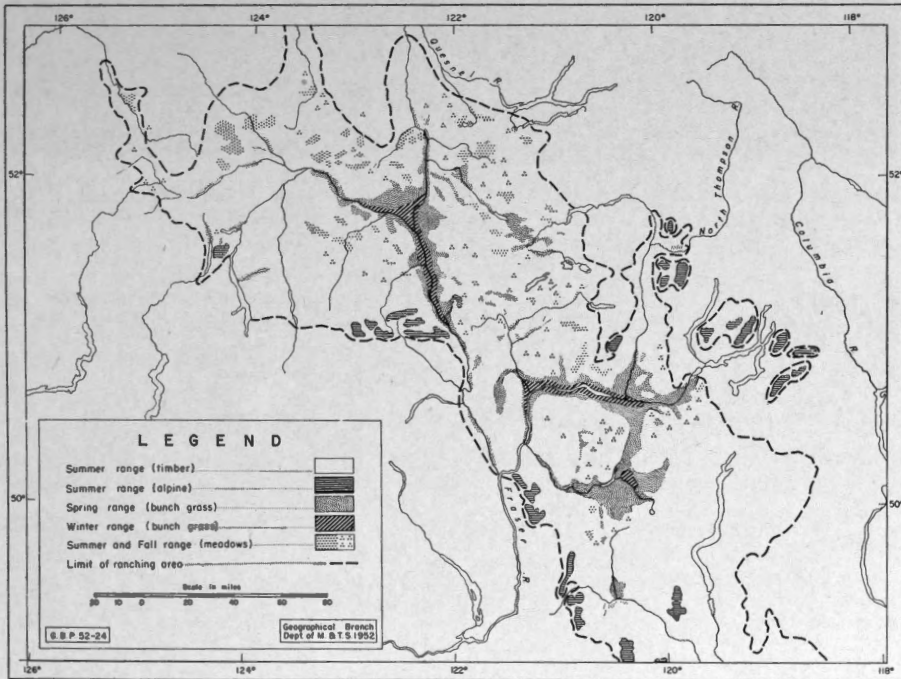 126° 124° 122° 120° 118°
Quesnel R.
North Thompson
Columbia R.
52°
50°
Fraser R.
LEGEND
Summer range (timber)
Summer range (alpine)
Spring range (bunch grass)
Winter range (bunch grass)
Summer and Fall range (meadows)
Limit of ranching area
Scale in miles
20 10 0 20 40 60 80
G.B.P 52-24
Geographical Branch
Dept of M. & T.S. 1952
52°
50°
126° 124° 122° 120° 118°